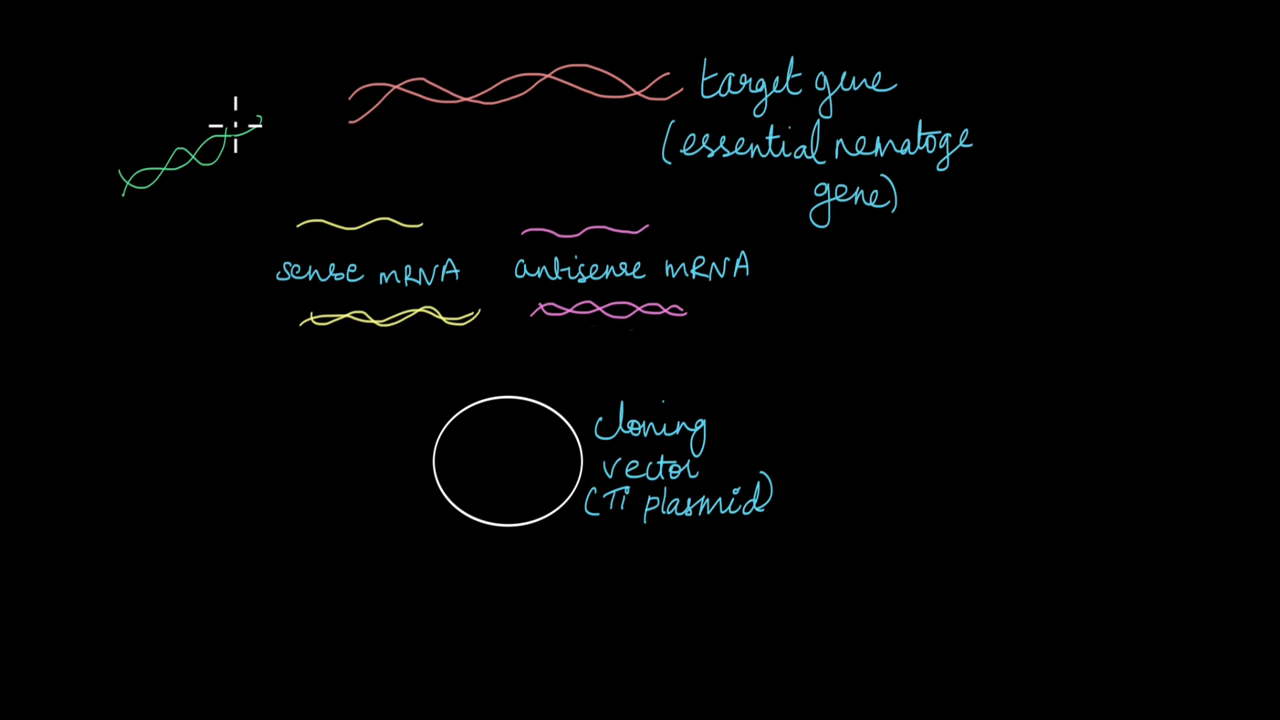 target gene
(essential nematoge
gene)
sense mRNA
antisense mRNA
cloning
vector
(Ti plasmid)